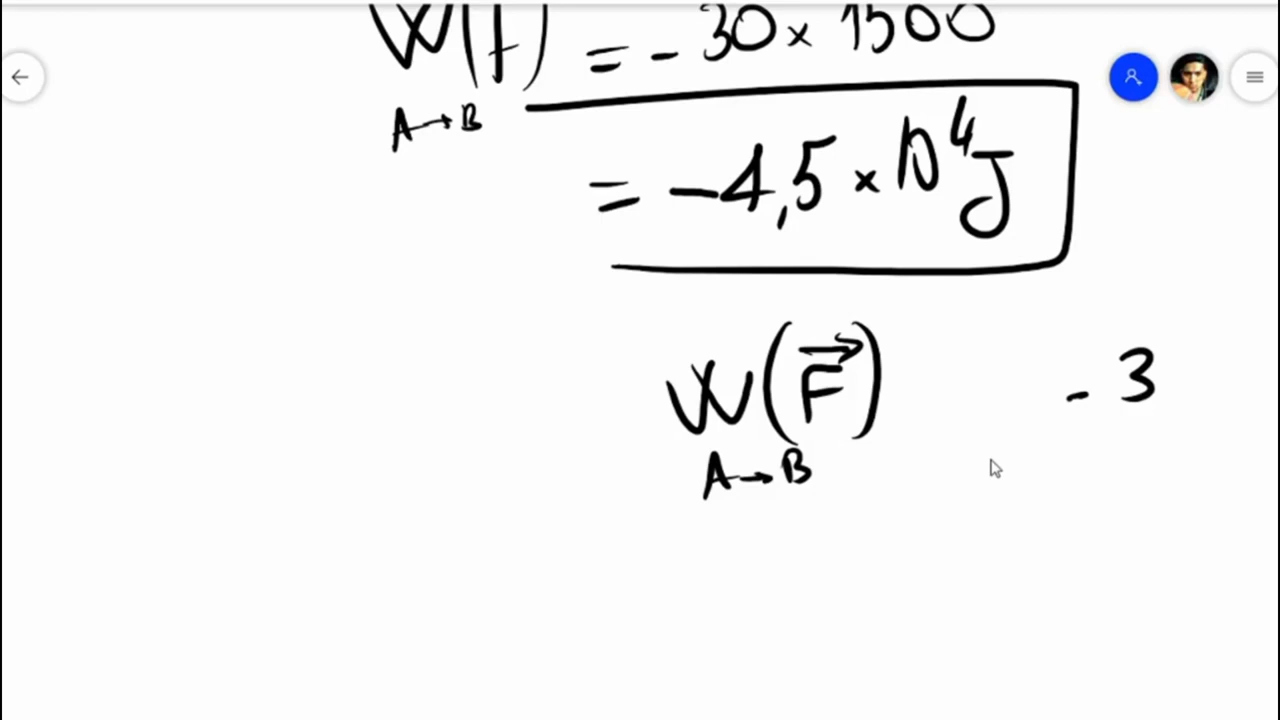 W(f) = - 30 × 1500
A→B
= -4,5 × 10⁴ J
W(F⃗) - 3
A→B